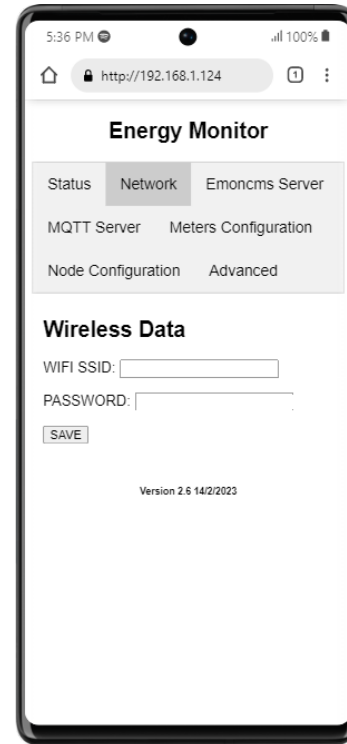 5:36 PM 100%
http://192.168.1.124 1
Energy Monitor
Status Network Emoncms Server
MQTT Server Meters Configuration
Node Configuration Advanced
Wireless Data
WIFI SSID:
PASSWORD:
SAVE
Version 2.6 14/2/2023